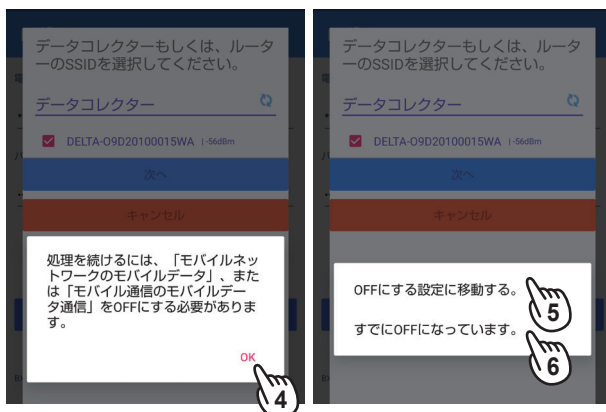 データコレクターもしくは、ルータ
ーのSSIDを選択してください。
データコレクター
DELTA-O9D20100015WA |-56dBm
次へ
キャンセル
処理を続けるには、「モバイルネッ
トワークのモバイルデータ」、また
は「モバイル通信のモバイルデー
タ通信」をOFFにする必要がありま
す。
OK
4
データコレクターもしくは、ルータ
ーのSSIDを選択してください。
データコレクター
DELTA-O9D20100015WA |-56dBm
次へ
キャンセル
OFFにする設定に移動する。
5
すでにOFFになっています。
6